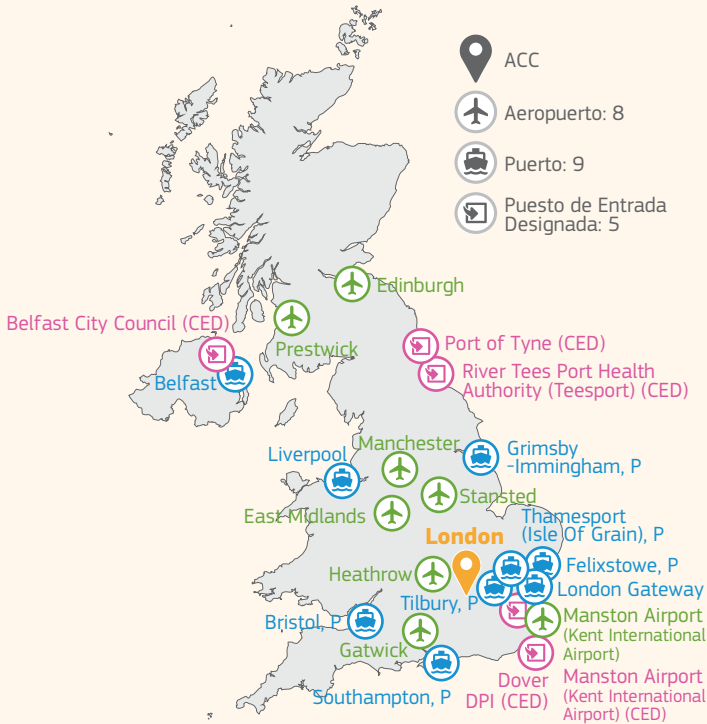 ACC
Aeropuerto: 8
Puerto: 9
Puesto de Entrada
Designada: 5
Edinburgh
Belfast City Council (CED)
Prestwick
Port of Tyne (CED)
Belfast
River Tees Port Health
Authority (Teesport) (CED)
Manchester
Liverpool
Grimsby
-Immingham, P
Stansted
East Midlands
London
Thamesport
(Isle Of Grain), P
Heathrow
Felixstowe, P
Tilbury, P
London Gateway
Bristol, P
Manston Airport
(Kent International
Airport)
Gatwick
Southampton, P
Dover
DPI (CED)
Manston Airport
(Kent International
Airport) (CED)